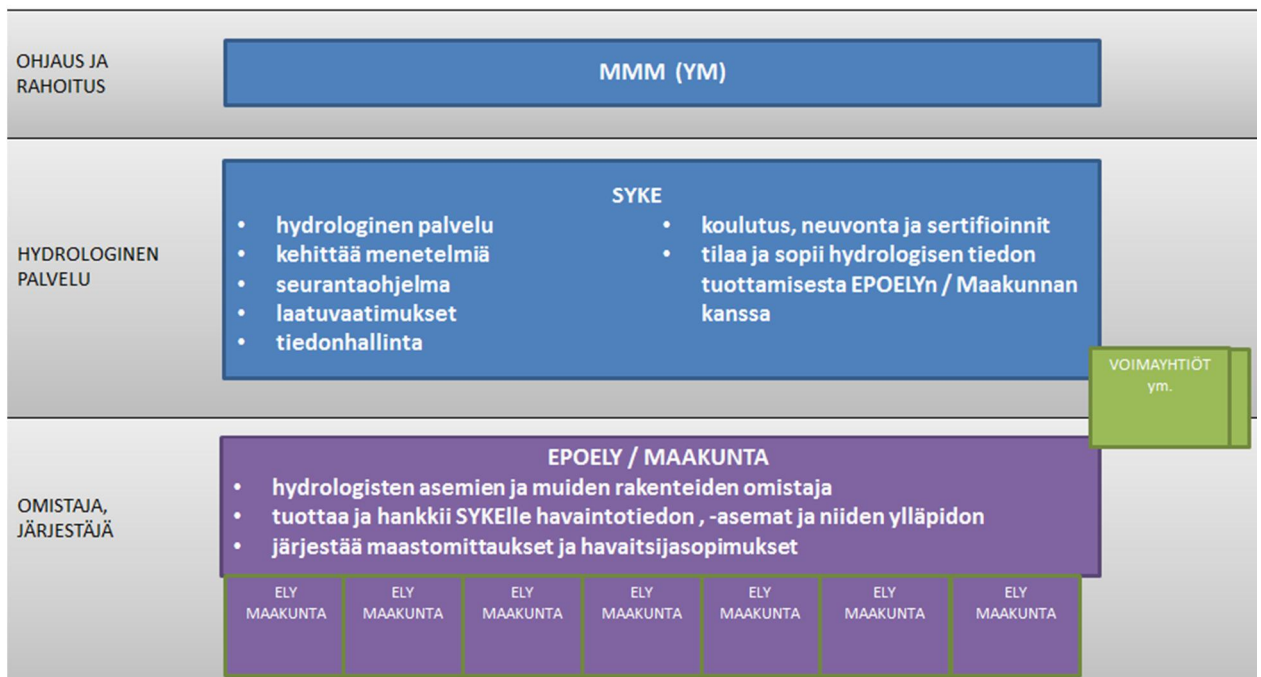 OHJAUS JA
RAHOITUS
MMM (YM)
HYDROLOGINEN
PALVELU
SYKE
• hydrologinen palvelu
• kehittää menetelmiä
• seurantaohjelma
• laatuvaatimukset
• tiedonhallinta
• koulutus, neuvonta ja sertifioinnit
• tilaa ja sopii hydrologisen tiedon
tuottamisesta EPOELYn / Maakunnan
kanssa
VOIMAYHTIÖT
ym.
OMISTAJA,
JÄRJESTÄJÄ
EPOELY / MAAKUNTA
• hydrologisten asemien ja muiden rakenteiden omistaja
• tuottaa ja hankkii SYKElle havaintotiedon , -asemat ja niiden ylläpidon
• järjestää maastomittaukset ja havaitsijasopimukset
ELY
MAAKUNTA
ELY
MAAKUNTA
ELY
MAAKUNTA
ELY
MAAKUNTA
ELY
MAAKUNTA
ELY
MAAKUNTA
ELY
MAAKUNTA